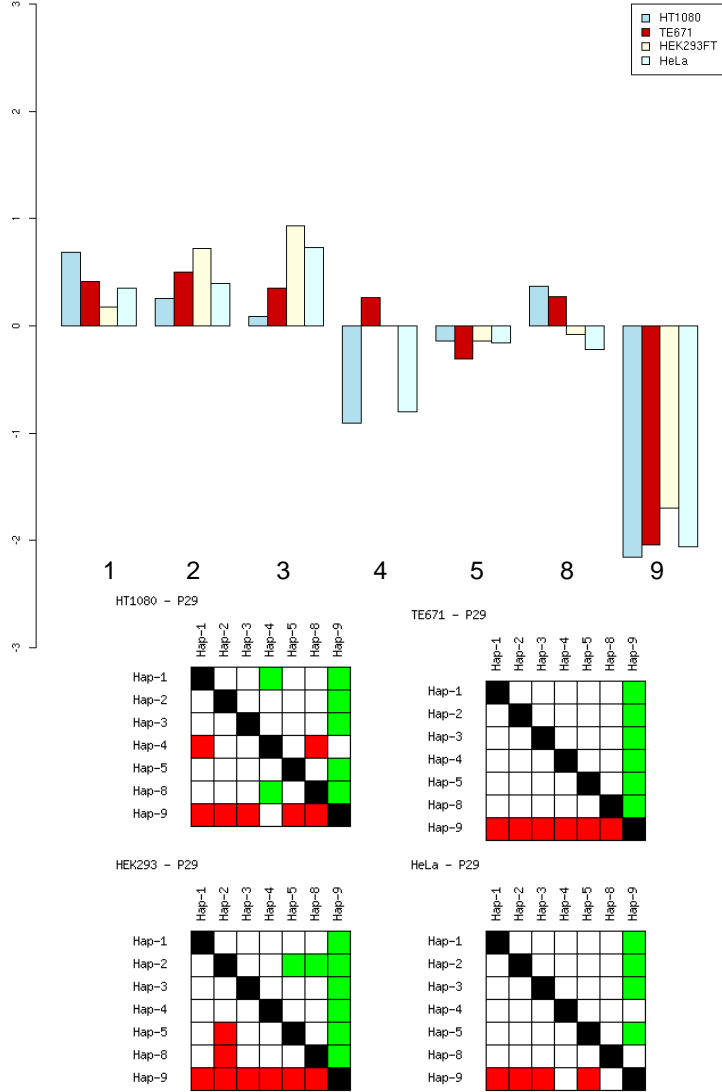 3
HT1080
TE671
HEK293FT
HeLa
2
1
0
-1
-2
-3
1 2 3 4 5 8 9
HT1080 - P29
Hap-1 Hap-2 Hap-3 Hap-4 Hap-5 Hap-8 Hap-9
Hap-1
Hap-2
Hap-3
Hap-4
Hap-5
Hap-8
Hap-9
TE671 - P29
Hap-1 Hap-2 Hap-3 Hap-4 Hap-5 Hap-8 Hap-9
Hap-1
Hap-2
Hap-3
Hap-4
Hap-5
Hap-8
Hap-9
HEK293 - P29
Hap-1 Hap-2 Hap-3 Hap-4 Hap-5 Hap-8 Hap-9
Hap-1
Hap-2
Hap-3
Hap-4
Hap-5
Hap-8
Hap-9
HeLa - P29
Hap-1 Hap-2 Hap-3 Hap-4 Hap-5 Hap-8 Hap-9
Hap-1
Hap-2
Hap-3
Hap-4
Hap-5
Hap-8
Hap-9